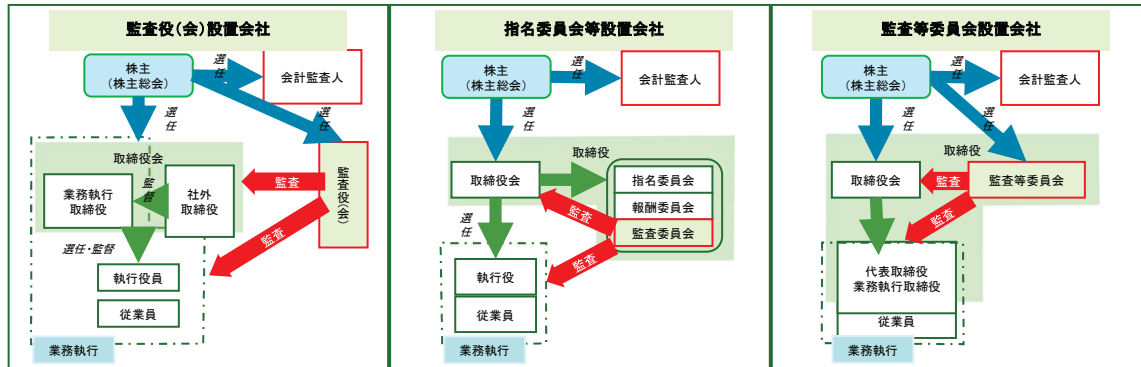 監査役(会)設置会社
株主
(株主総会)
選任
会計監査人
選任
選任
取締役会
業務執行
取締役
監督
社外
取締役
監査
監査役(会)
監査
選任・監督
執行役員
従業員
業務執行
指名委員会等設置会社
株主
(株主総会)
選任
会計監査人
選任
取締役
取締役会
指名委員会
報酬委員会
監査委員会
監査
選任
監査
執行役
従業員
業務執行
監査等委員会設置会社
株主
(株主総会)
選任
会計監査人
選任
選任
取締役
取締役会
監査
監査等委員会
監査
代表取締役
業務執行取締役
従業員
業務執行